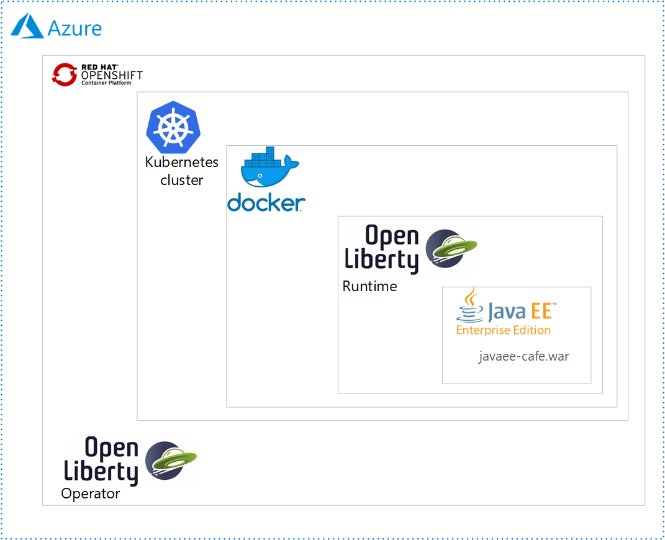 Azure
RED HAT®
OPENSHIFT
Container Platform
Kubernetes
cluster
docker
Open
Liberty
Runtime
Java EE™
Enterprise Edition
javaee-cafe.war
Open
Liberty
Operator